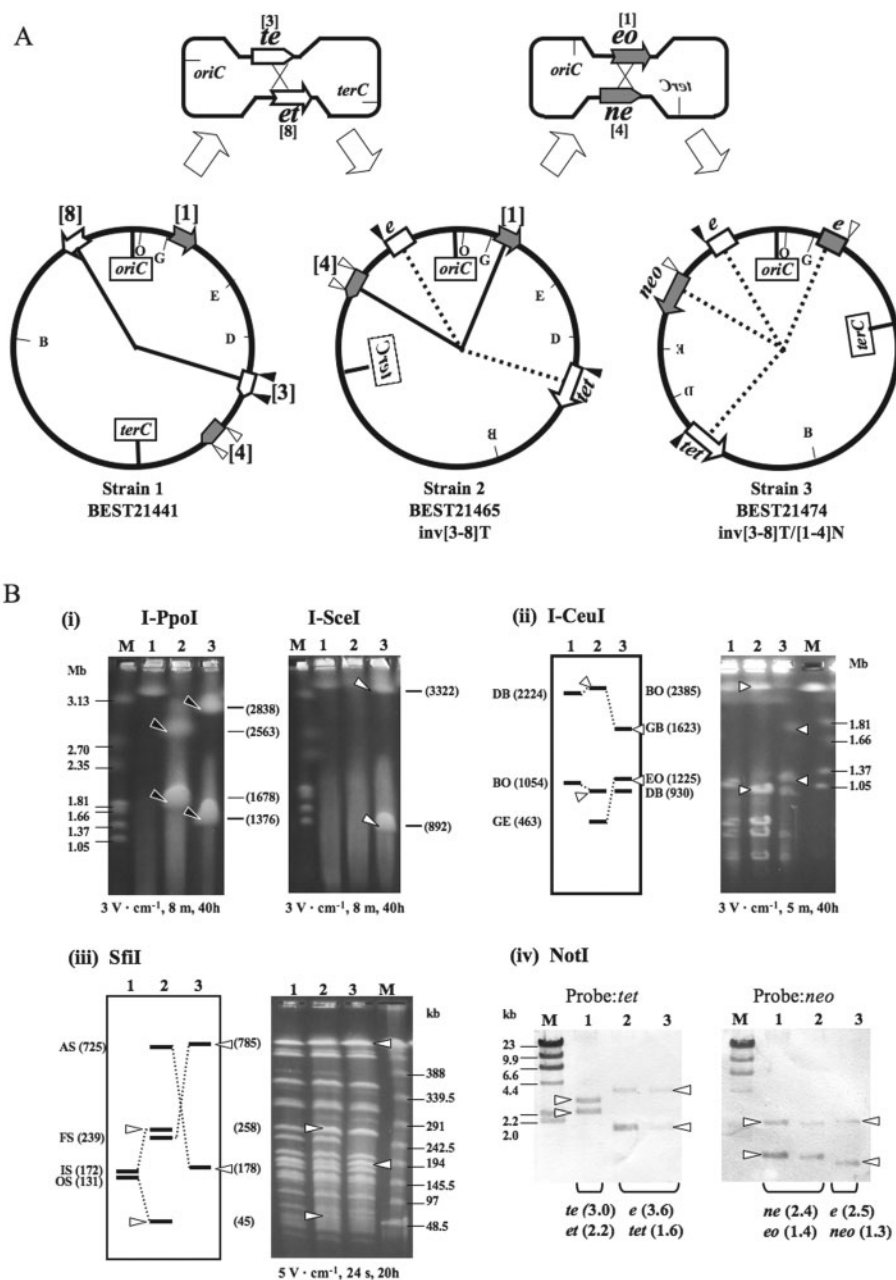 A
[3]
te
oriC
terC
et
[8]
[1]
eo
oriC
terC
ne
[4]
[8]
O
G
[1]
oriC
E
D
B
[3]
terC
[4]
Strain 1
BEST21441
e
O
G
[1]
[4]
oriC
E
D
terC
tet
B
Strain 2
BEST21465
inv[3-8]T
e
O
G
e
neo
oriC
terC
E
D
B
tet
Strain 3
BEST21474
inv[3-8]T/[1-4]N
B
(i) I-PpoI I-SceI
M 1 2 3
Mb
3.13
2.70
2.35
1.81
1.66
1.37
1.05
(2838)
(2563)
(1678)
(1376)
3 V · cm⁻¹, 8 m, 40h
M 1 2 3
(3322)
(892)
3 V · cm⁻¹, 8 m, 40h
(ii) I-CeuI
1 2 3
DB (2224)
BO (1054)
GE (463)
BO (2385)
GB (1623)
EO (1225)
DB (930)
1 2 3 M
Mb
1.81
1.66
1.37
1.05
3 V · cm⁻¹, 5 m, 40h
(iii) SfiI
1 2 3
AS (725)
FS (239)
IS (172)
OS (131)
(785)
(258)
(178)
(45)
1 2 3 M
kb
388
339.5
291
242.5
194
145.5
97
48.5
5 V · cm⁻¹, 24 s, 20h
(iv) NotI
Probe:tet
M 1 2 3
23
9.9
6.6
4.4
2.2
2.0
te (3.0)
et (2.2)
e (3.6)
tet (1.6)
Probe:neo
M 1 2 3
ne (2.4)
eo (1.4)
e (2.5)
neo (1.3)